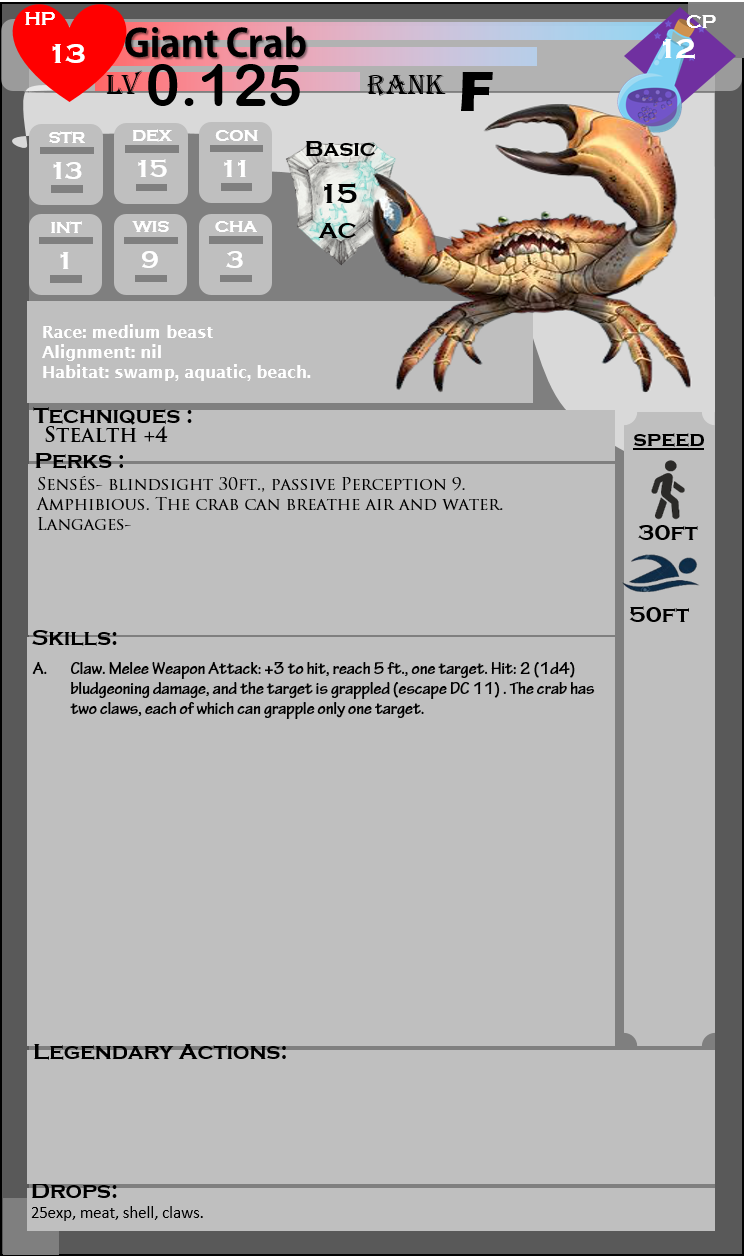 HP
13
Giant Crab
CP
12
LV 0.125 RANK F
STR
13
DEX
15
CON
11
INT
1
WIS
9
CHA
3
Basic
15
AC
Race: medium beast
Alignment: nil
Habitat: swamp, aquatic, beach.
Techniques :
Stealth +4
Perks :
Sensés- blindsight 30ft., passive Perception 9.
Amphibious. The crab can breathe air and water.
Langages-
SPEED
30FT
50FT
Skills:
A. Claw. Melee Weapon Attack: +3 to hit, reach 5 ft., one target. Hit: 2 (1d4)
bludgeoning damage, and the target is grappled (escape DC 11) . The crab has
two claws, each of which can grapple only one target.
Legendary Actions:
Drops:
25exp, meat, shell, claws.